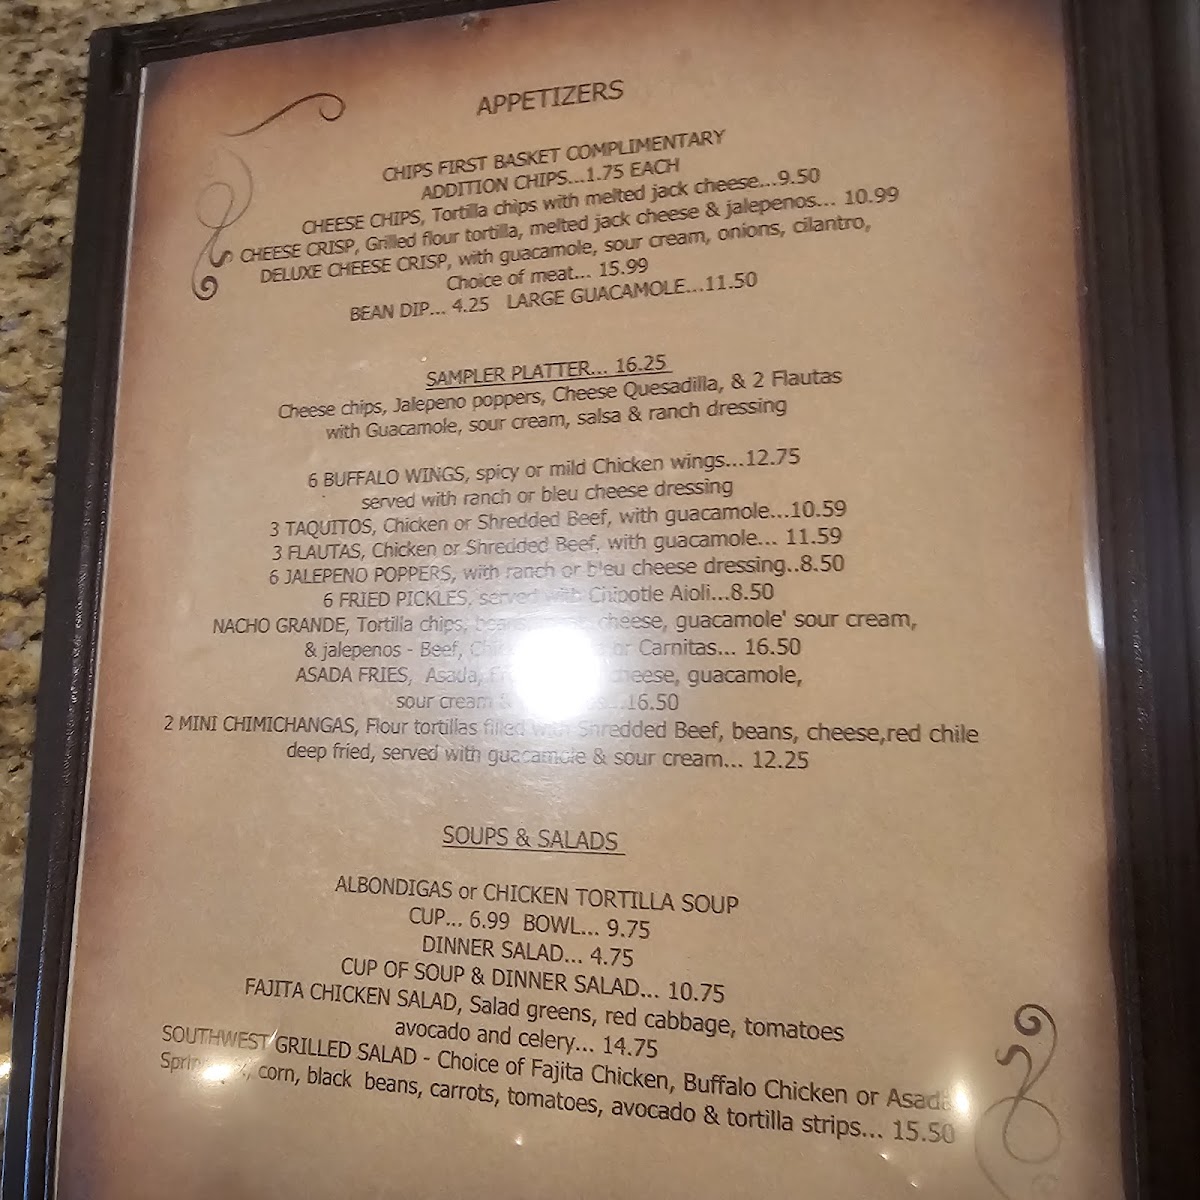 APPETIZERS
CHIPS FIRST BASKET COMPLIMENTARY
ADDITION CHIPS...1.75 EACH
CHEESE CHIPS, Tortilla chips with melted jack cheese...9.50
CHEESE CRISP, Grilled flour tortilla, melted jack cheese & jalepenos... 10.99
DELUXE CHEESE CRISP, with guacamole, sour cream, onions, cilantro,
Choice of meat... 15.99
BEAN DIP... 4.25 LARGE GUACAMOLE...11.50
SAMPLER PLATTER... 16.25
Cheese chips, Jalepeno poppers, Cheese Quesadilla, & 2 Flautas
with Guacamole, sour cream, salsa & ranch dressing
6 BUFFALO WINGS, spicy or mild Chicken wings...12.75
served with ranch or bleu cheese dressing
3 TAQUITOS, Chicken or Shredded Beef, with guacamole...10.59
3 FLAUTAS, Chicken or Shredded Beef, with guacamole... 11.59
6 JALEPENO POPPERS, with ranch or bleu cheese dressing..8.50
6 FRIED PICKLES, served with Chipotle Aioli...8.50
NACHO GRANDE, Tortilla chips, cheese, guacamole' sour cream,
& jalepenos - Beef, or Carnitas... 16.50
ASADA FRIES, Asada, cheese, guacamole,
sour cream & ...16.50
2 MINI CHIMICHANGAS, Flour tortillas filled with Shredded Beef, beans, cheese,red chile
deep fried, served with guacamole & sour cream... 12.25
SOUPS & SALADS
ALBONDIGAS or CHICKEN TORTILLA SOUP
CUP... 6.99 BOWL... 9.75
DINNER SALAD... 4.75
CUP OF SOUP & DINNER SALAD... 10.75
FAJITA CHICKEN SALAD, Salad greens, red cabbage, tomatoes
avocado and celery... 14.75
SOUTHWEST GRILLED SALAD - Choice of Fajita Chicken, Buffalo Chicken or Asada
corn, black beans, carrots, tomatoes, avocado & tortilla strips... 15.50